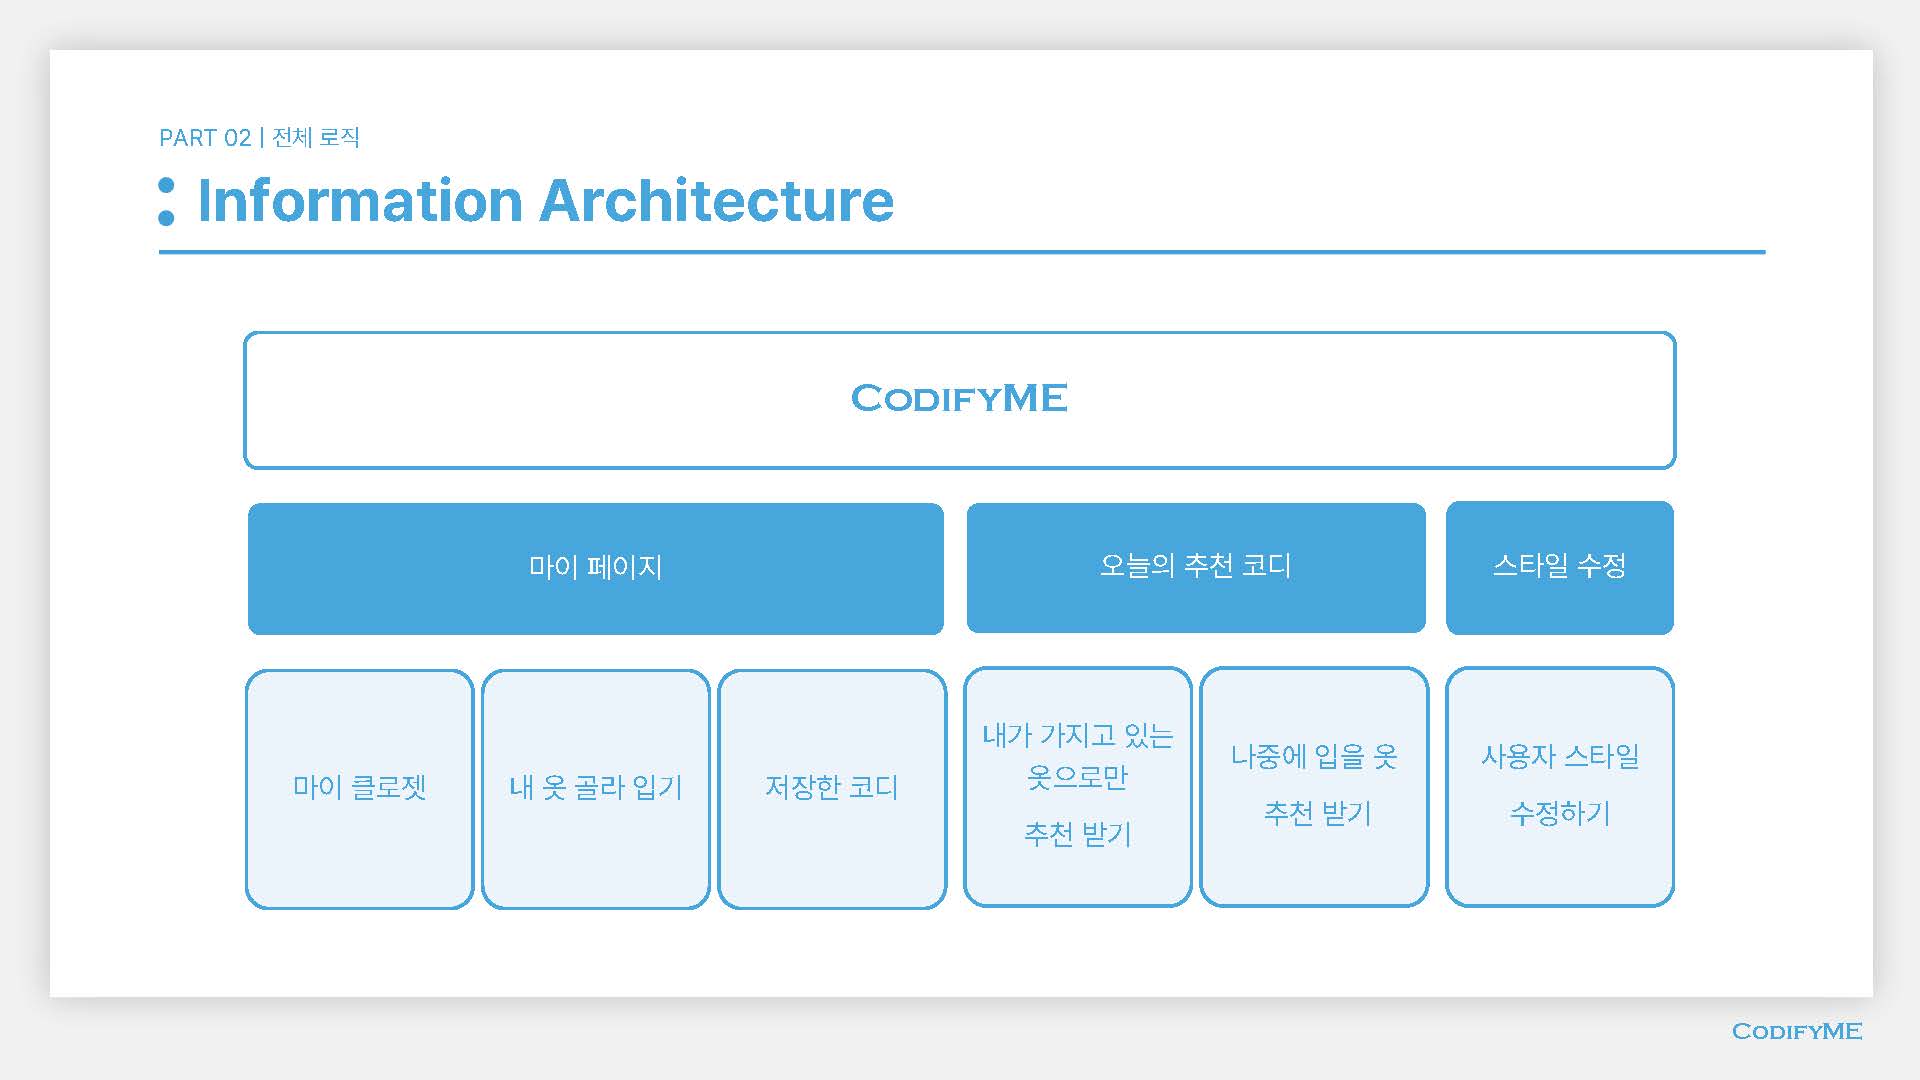 PART 02 | 전체 로직
: Information Architecture
CODIFYME
마이 페이지
오늘의 추천 코디
스타일 수정
마이 클로젯
내 옷 골라 입기
저장한 코디
내가 가지고 있는
옷으로만
추천 받기
나중에 입을 옷
추천 받기
사용자 스타일
수정하기
CODIFYME